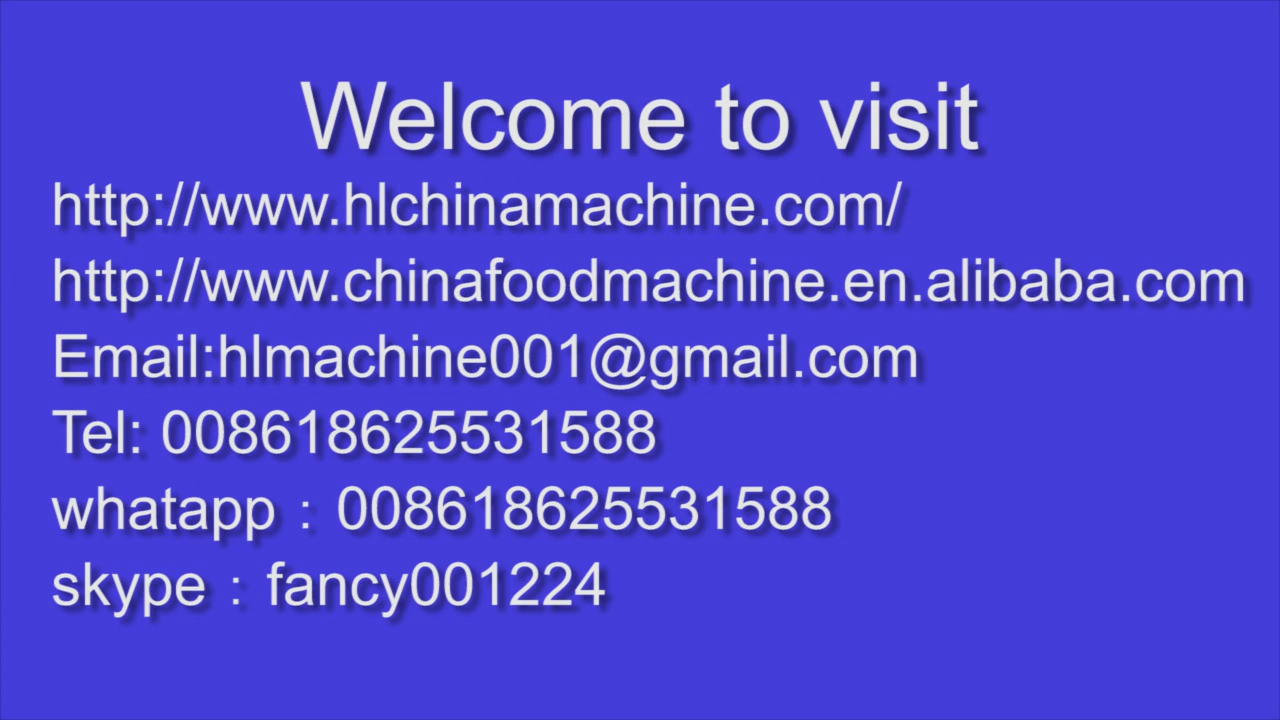 Welcome to visit
http://www.hlchinamachine.com/
http://www.chinafoodmachine.en.alibaba.com
Email:hlmachine001@gmail.com
Tel: 008618625531588
whatapp：008618625531588
skype：fancy001224